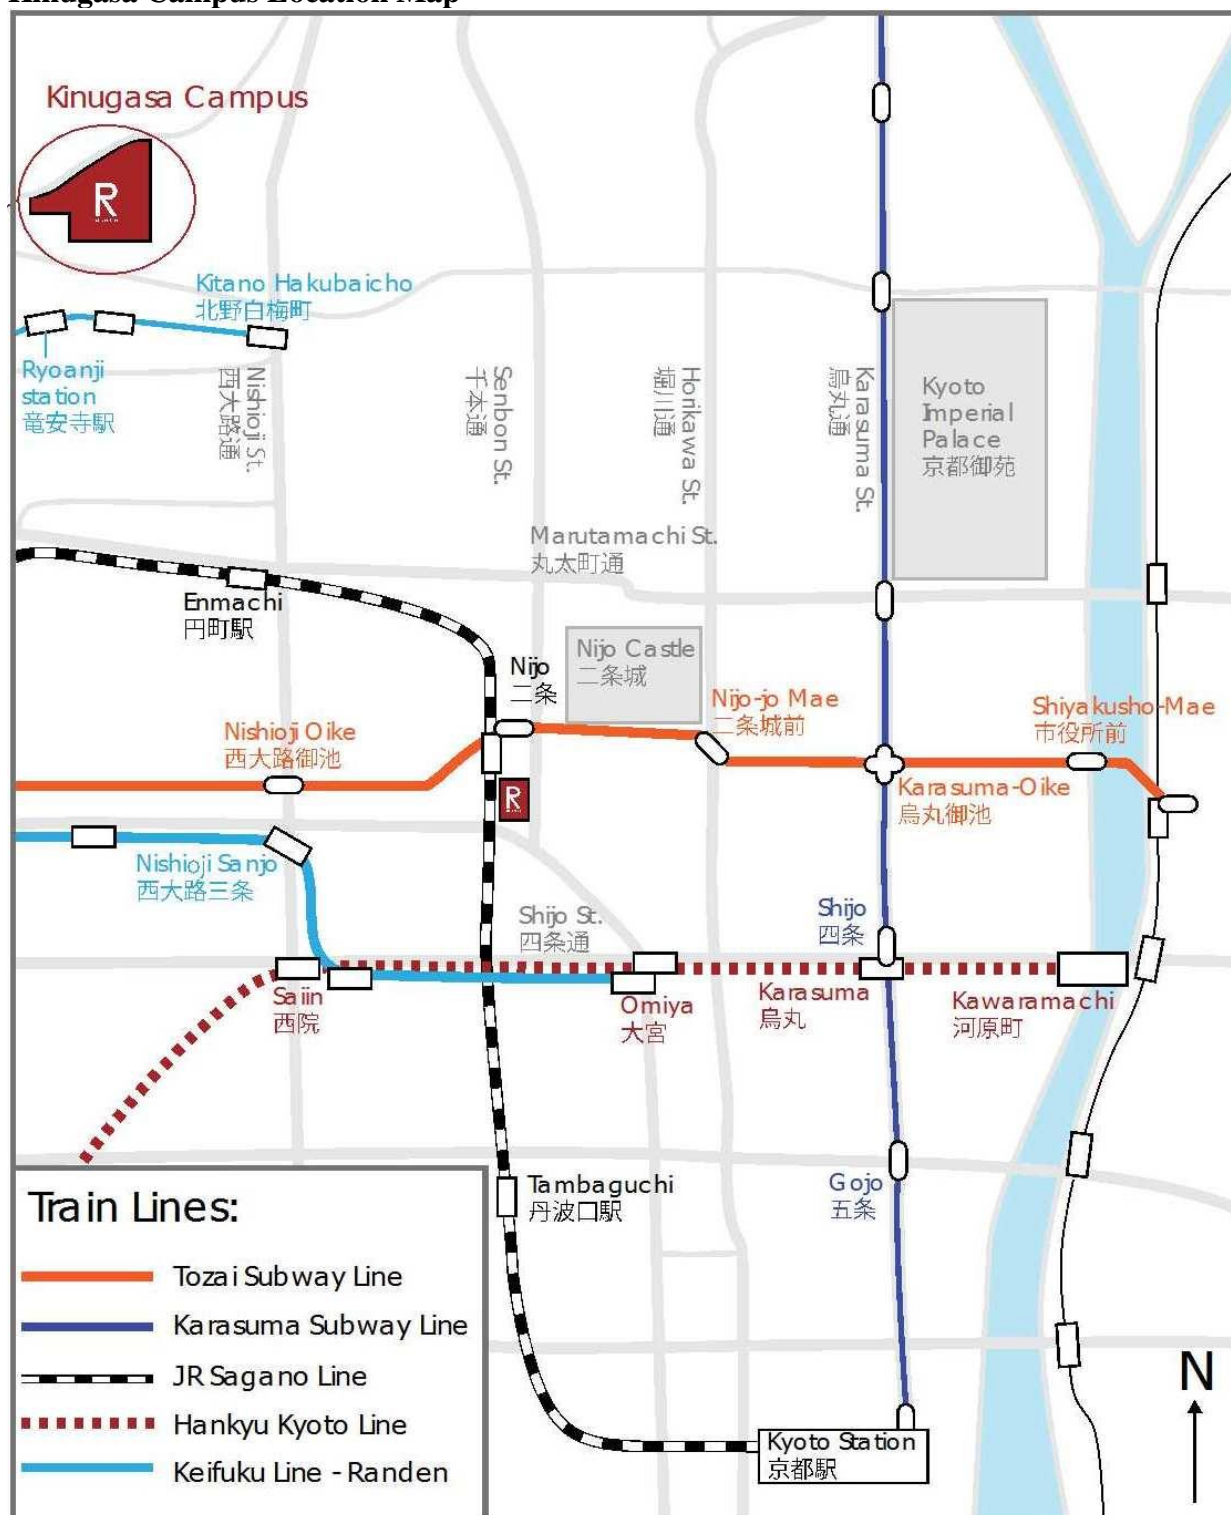 Kinugasa Campus Location Map
Kinugasa Campus
R
Kitano Hakubaicho
北野白梅町
Ryoanji
station
竜安寺駅
Nishioji St.
西大路通
Senbon St.
千本通
Horikawa St.
堀川通
Karasuma St.
烏丸通
Kyoto
Imperial
Palace
京都御苑
Marutamachi St.
丸太町通
Enmachi
円町駅
Nijo
二条
Nijo Castle
二条城
Nijo-jo Mae
二条城前
Shiyakusho-Mae
市役所前
Nishioji Oike
西大路御池
Karasuma-Oike
烏丸御池
R
Nishioji Sanjo
西大路三条
Shijo St.
四条通
Shijo
四条
Saiin
西院
Omiya
大宮
Karasuma
烏丸
Kawaramachi
河原町
Tambaguchi
丹波口駅
Gojo
五条
Train Lines:
Tozai Subway Line
Karasuma Subway Line
JR Sagano Line
Hankyu Kyoto Line
Keifuku Line - Randen
Kyoto Station
京都駅
N